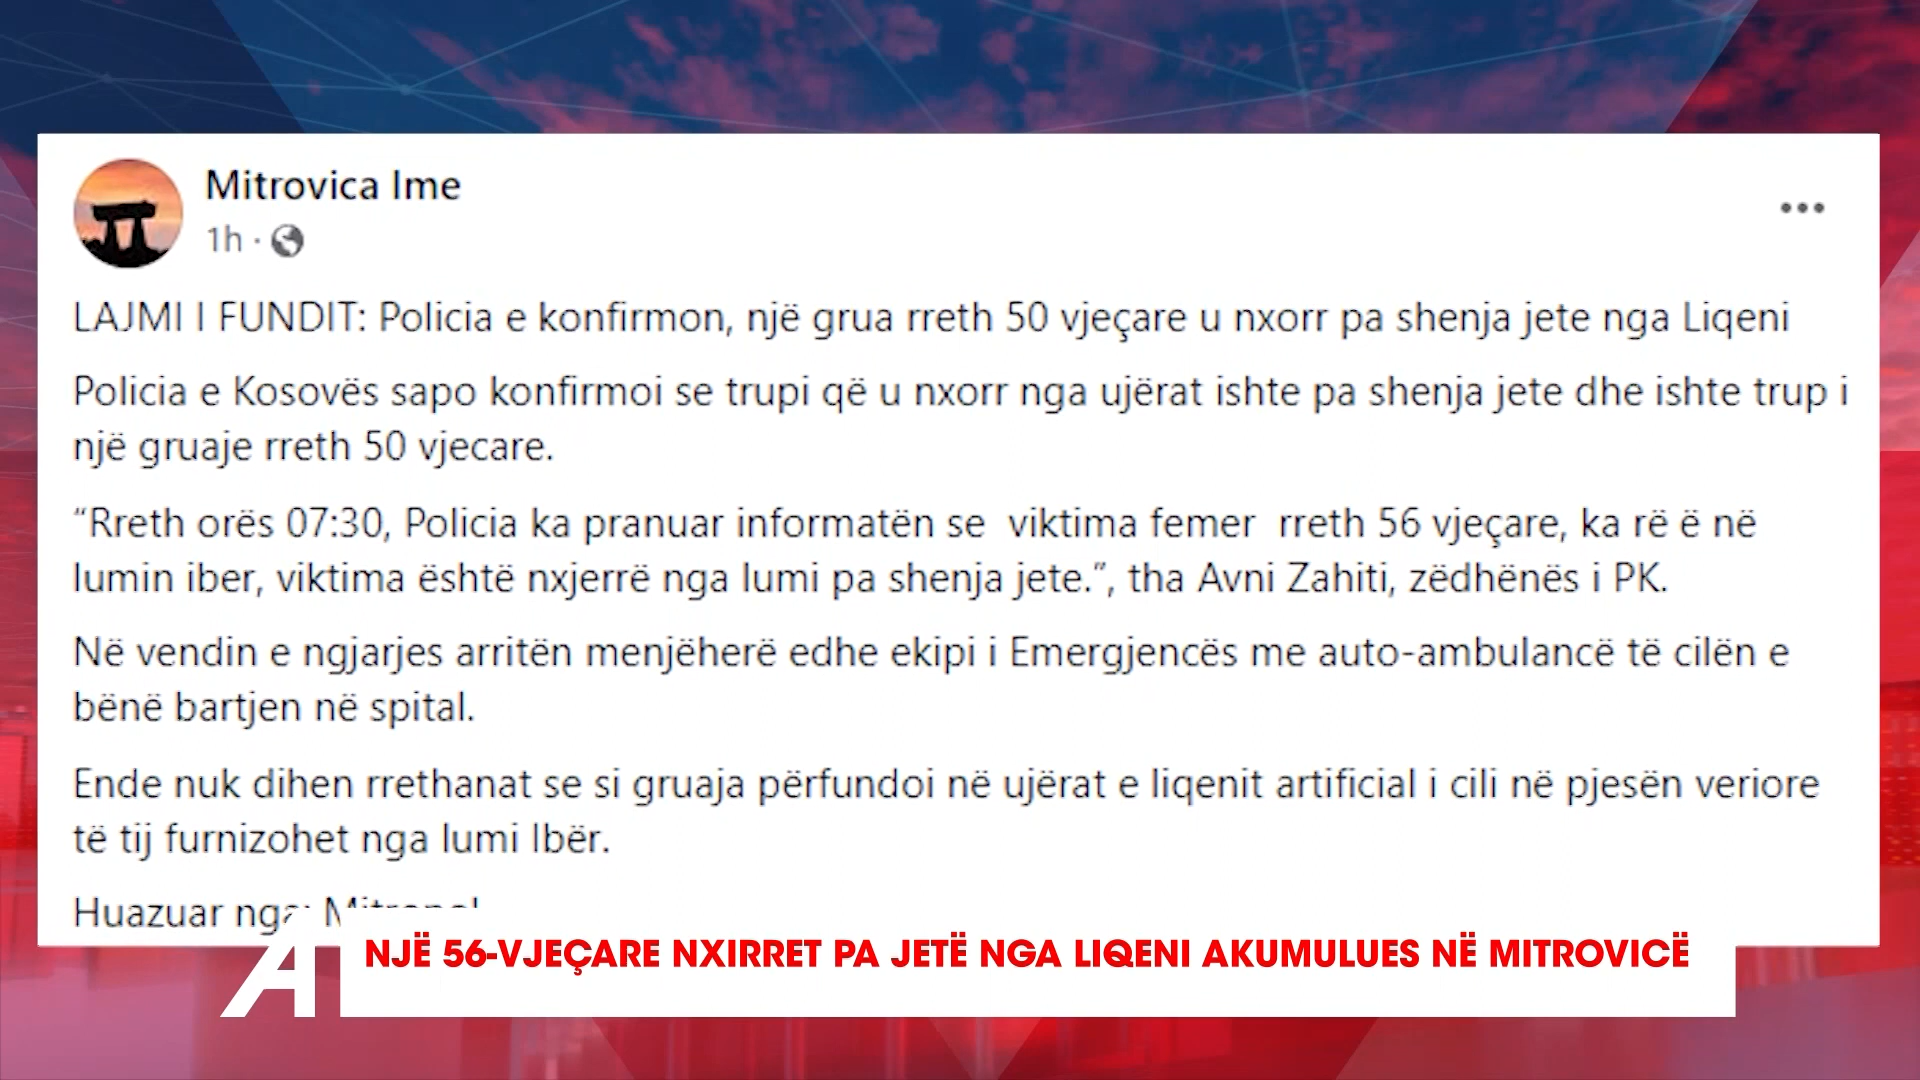 Mitrovica Ime
1h ·
LAJMI I FUNDIT: Policia e konfirmon, një grua rreth 50 vjeçare u nxorr pa shenja jete nga Liqeni
Policia e Kosovës sapo konfirmoi se trupi që u nxorr nga ujërat ishte pa shenja jete dhe ishte trup i
një gruaje rreth 50 vjecare.
“Rreth orës 07:30, Policia ka pranuar informatën se  viktima femer  rreth 56 vjeçare, ka rë ë në
lumin iber, viktima është nxjerrë nga lumi pa shenja jete.”, tha Avni Zahiti, zëdhënës i PK.
Në vendin e ngjarjes arritën menjëherë edhe ekipi i Emergjencës me auto-ambulancë të cilën e
bënë bartjen në spital.
Ende nuk dihen rrethanat se si gruaja përfundoi në ujërat e liqenit artificial i cili në pjesën veriore
të tij furnizohet nga lumi Ibër.
Huazuar nga:
A
NJË 56-VJEÇARE NXIRRET PA JETË NGA LIQENI AKUMULUES NË MITROVICË